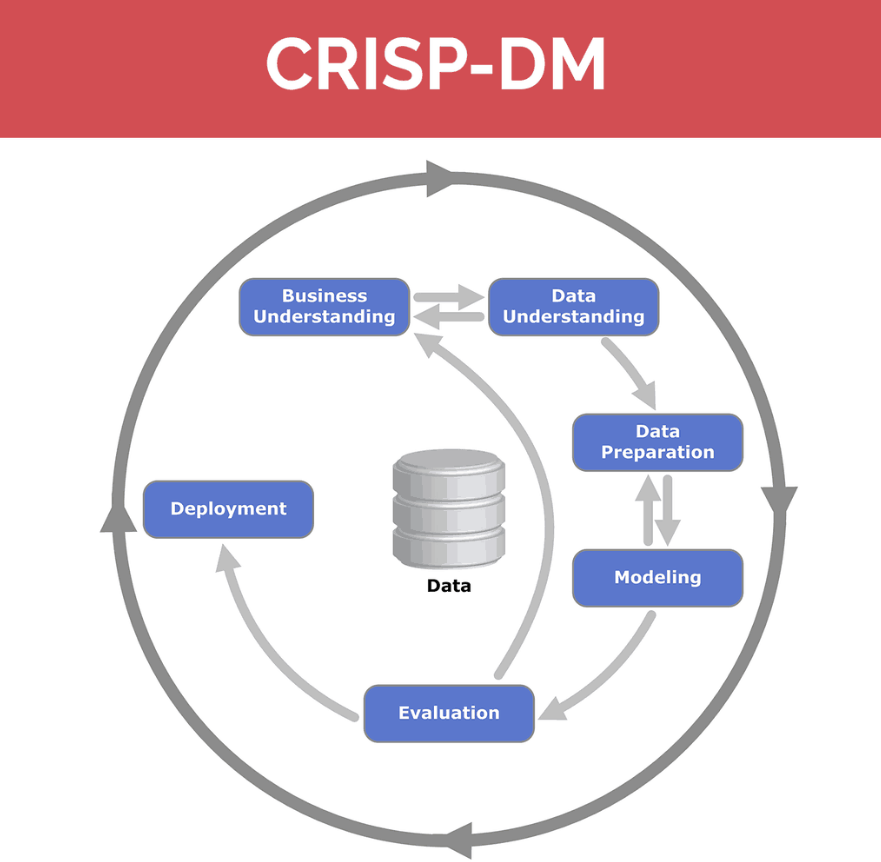 CRISP-DM
Business
Understanding
Data
Understanding
Data
Preparation
Modeling
Evaluation
Deployment
Data